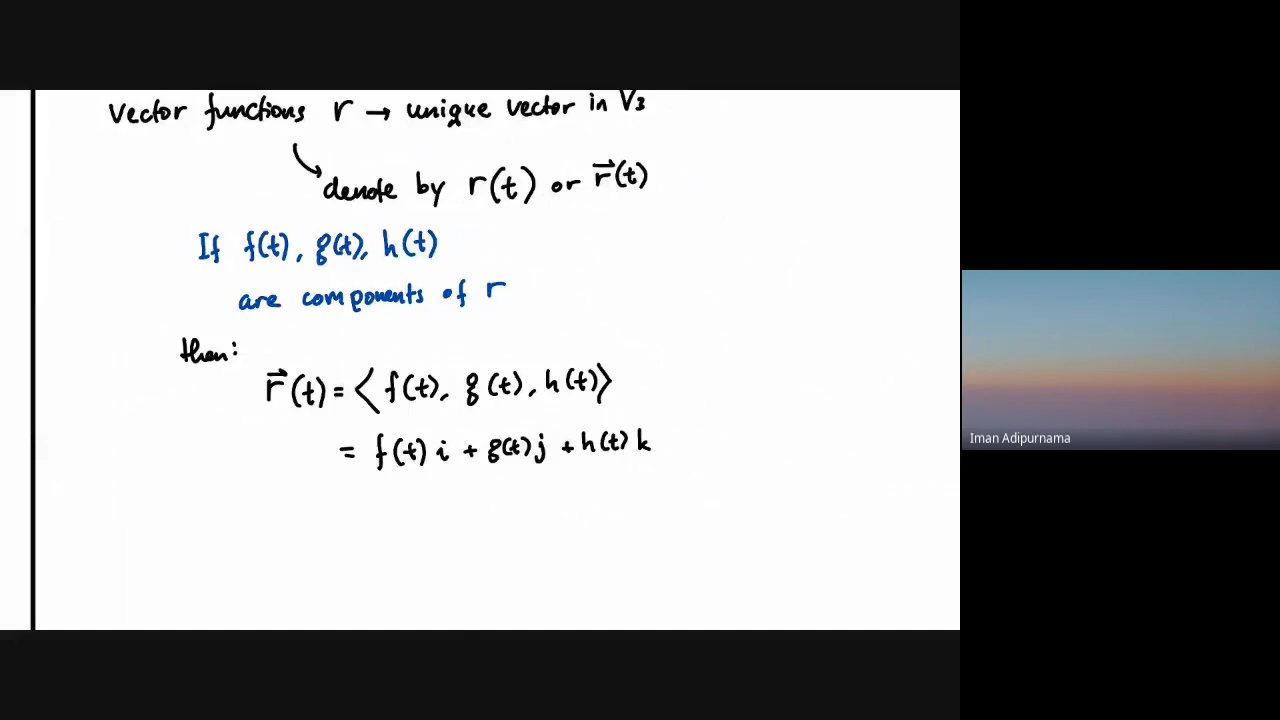 Vector functions r → unique vector in V₃
denote by r(t) or r⃗(t)
If f(t), g(t), h(t)
are components of r
then:
r⃗(t) = ⟨f(t), g(t), h(t)⟩
= f(t) i + g(t) j + h(t) k
Iman Adipurnama